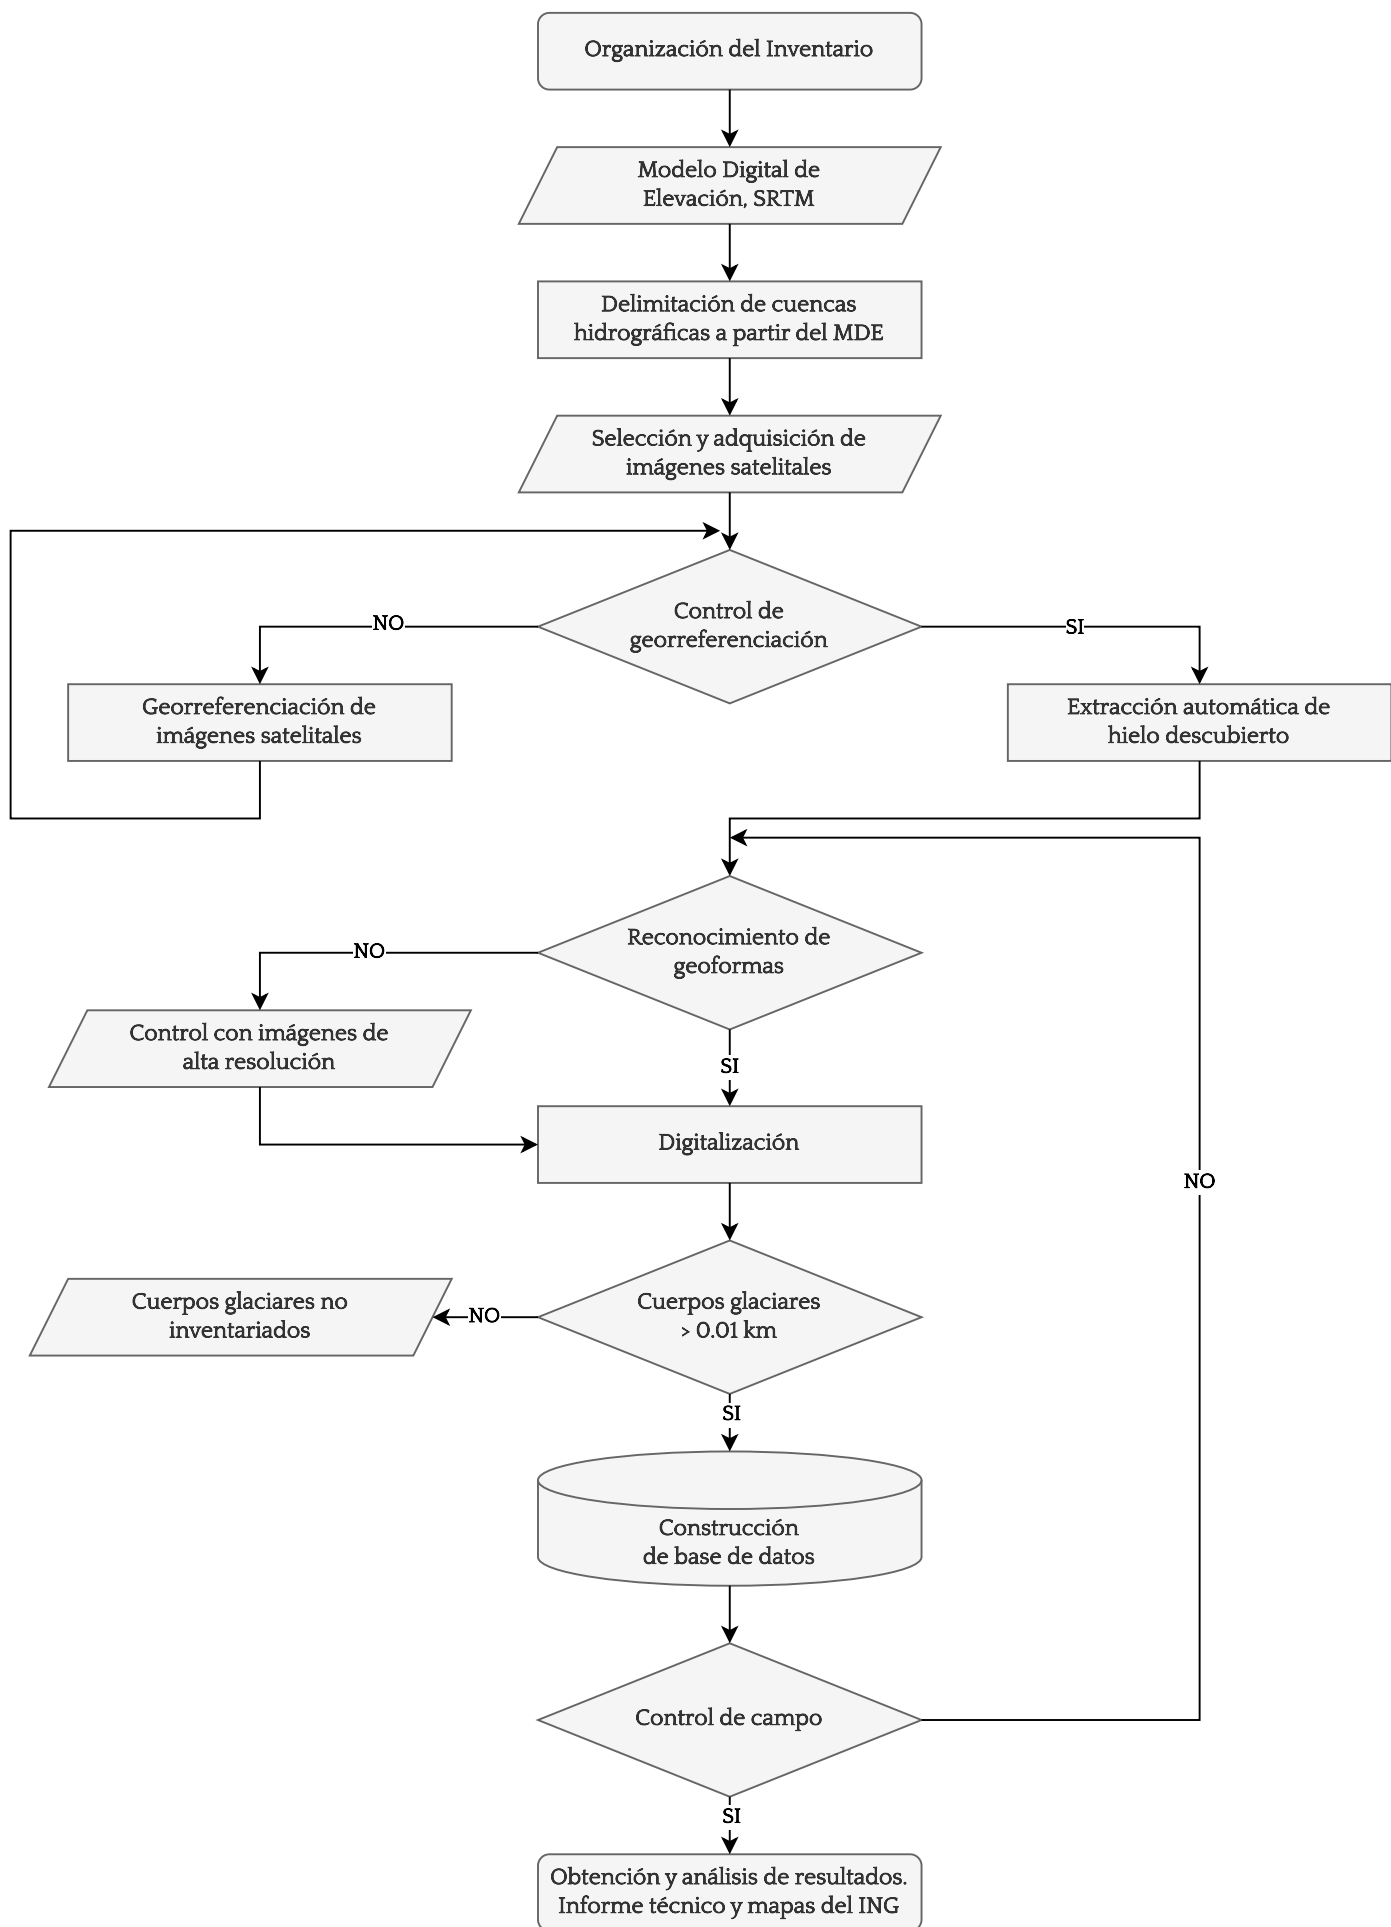 Organización del Inventario
Modelo Digital de
Elevación, SRTM
Delimitación de cuencas
hidrográficas a partir del MDE
Selección y adquisición de
imágenes satelitales
Control de
georreferenciación
NO
SI
Georreferenciación de
imágenes satelitales
Extracción automática de
hielo descubierto
Reconocimiento de
geoformas
NO
Control con imágenes de
alta resolución
SI
Digitalización
NO
Cuerpos glaciares
> 0.01 km
NO
Cuerpos glaciares no
inventariados
SI
Construcción
de base de datos
Control de campo
SI
Obtención y análisis de resultados.
Informe técnico y mapas del ING